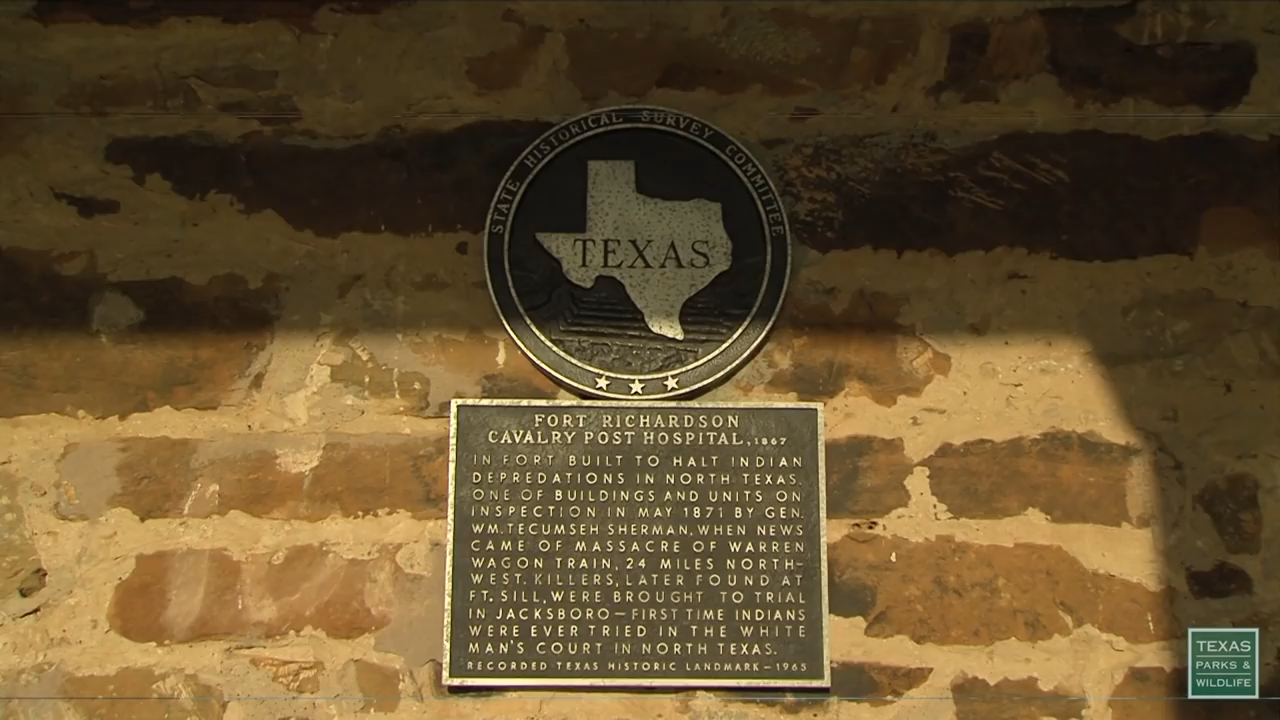 STATE HISTORICAL SURVEY COMMITTEE
TEXAS
FORT RICHARDSON
CAVALRY POST HOSPITAL, 1867
IN FORT BUILT TO HALT INDIAN
DEPREDATIONS IN NORTH TEXAS.
ONE OF BUILDINGS AND UNITS ON
INSPECTION IN MAY 1871 BY GEN.
WM. TECUMSEH SHERMAN, WHEN NEWS
CAME OF MASSACRE OF WARREN
WAGON TRAIN, 24 MILES NORTH-
WEST. KILLERS, LATER FOUND AT
FT. SILL, WERE BROUGHT TO TRIAL
IN JACKSBORO—FIRST TIME INDIANS
WERE EVER TRIED IN THE WHITE
MAN'S COURT IN NORTH TEXAS.
RECORDED TEXAS HISTORIC LANDMARK—1965
TEXAS
PARKS &
WILDLIFE